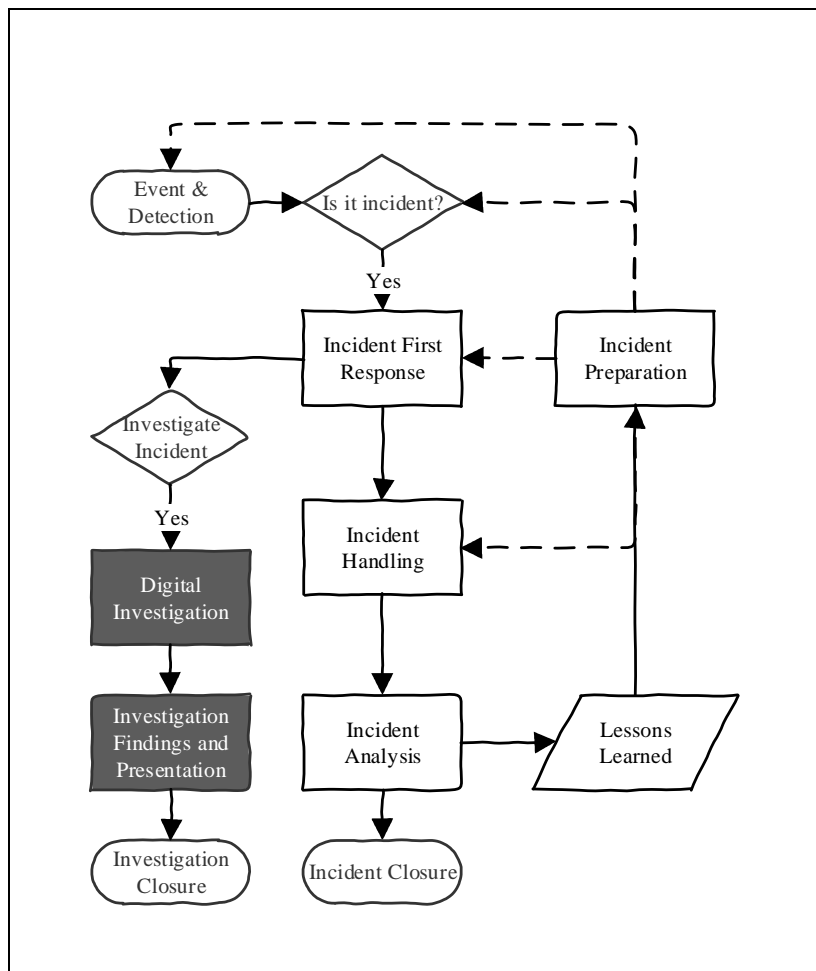 Event &
Detection
Is it incident?
Yes
Incident First
Response
Incident
Preparation
Investigate
Incident
Yes
Incident
Handling
Digital
Investigation
Investigation
Findings and
Presentation
Incident
Analysis
Lessons
Learned
Investigation
Closure
Incident Closure